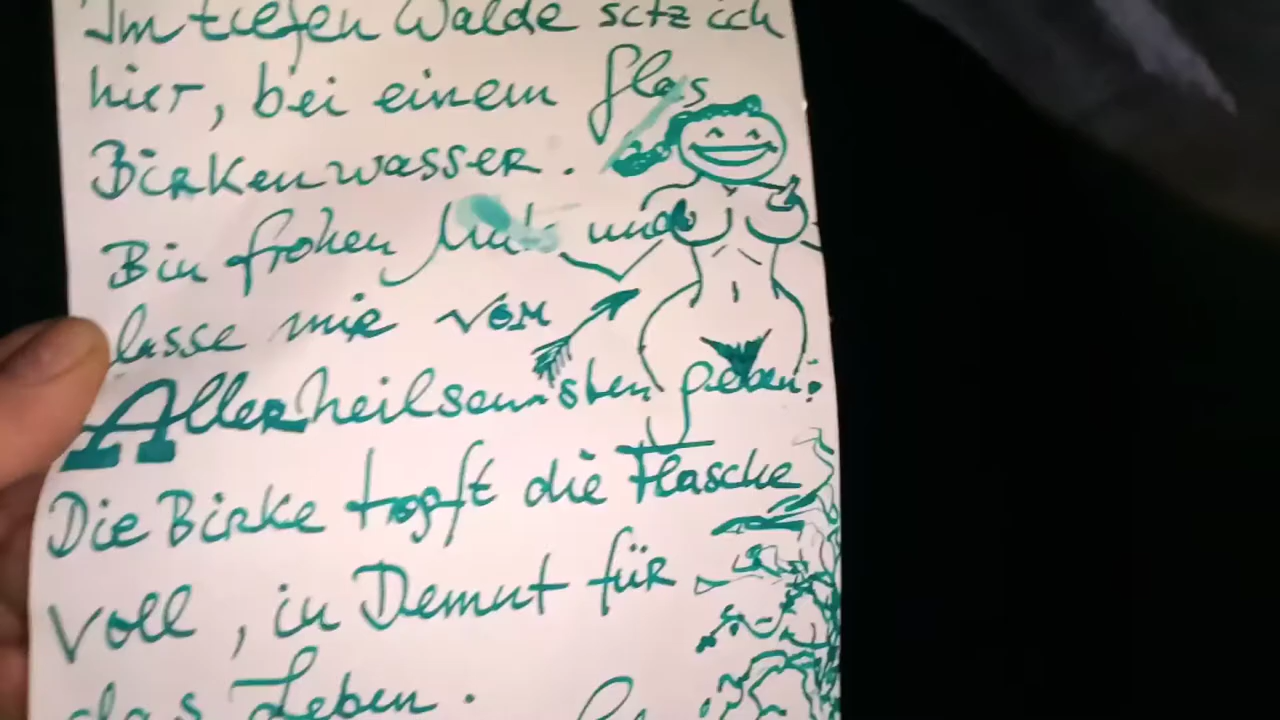 Im tiefen Walde sitz ich
hier, bei einem Glas
Birkenwasser.
Bin frohen Muts und
lasse mir vom
Allerheilsamsten geben:
Die Birke tropft die Flasche
voll, in Demut für
das Leben.